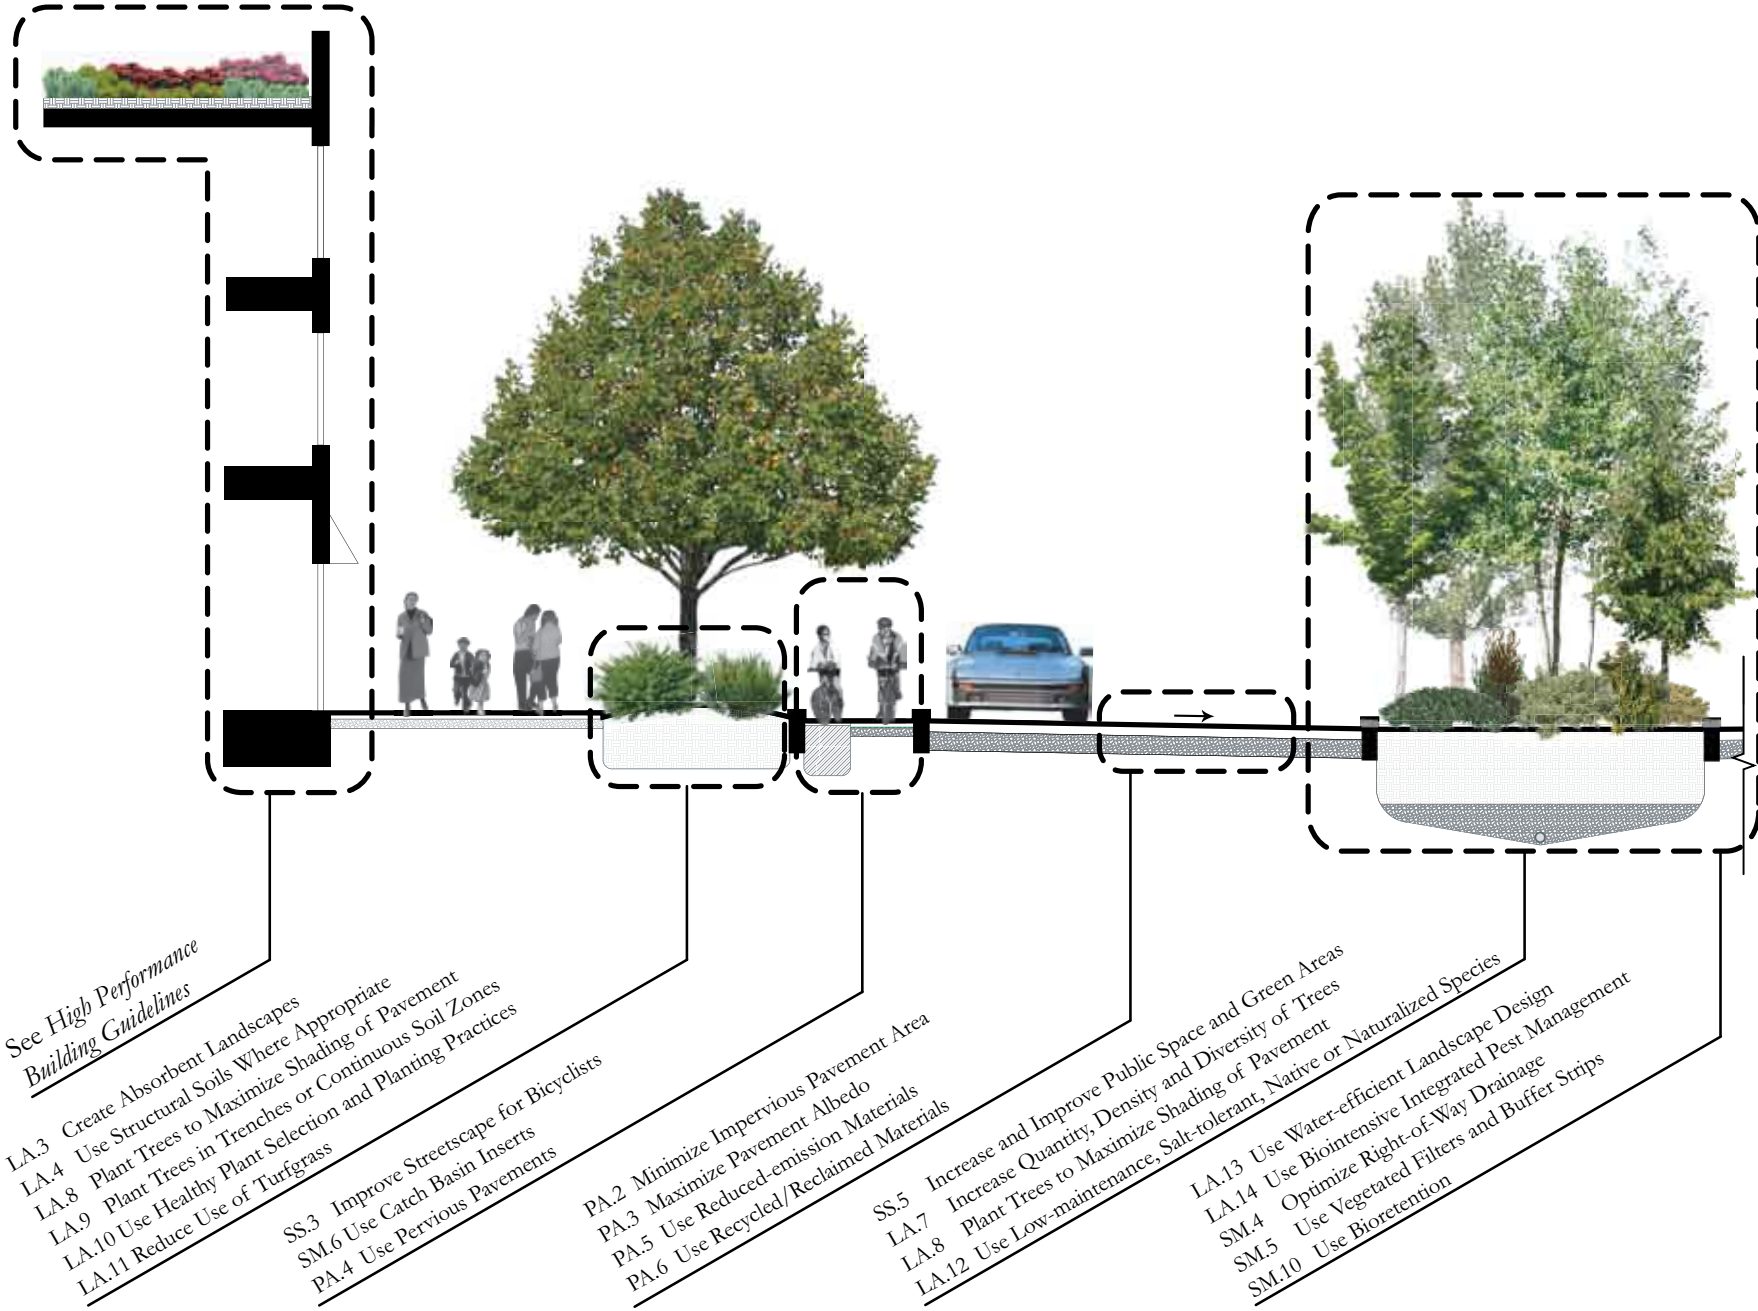 See High Performance
Building Guidelines
LA.3 Create Absorbent Landscapes
LA.4 Use Structural Soils Where Appropriate
LA.8 Plant Trees to Maximize Shading of Pavement
LA.9 Plant Trees in Trenches or Continuous Soil Zones
LA.10 Use Healthy Plant Selection and Planting Practices
LA.11 Reduce Use of Turfgrass
SS.3 Improve Streetscape for Bicyclists
SM.6 Use Catch Basin Inserts
PA.4 Use Pervious Pavements
PA.2 Minimize Impervious Pavement Area
PA.3 Maximize Pavement Albedo
PA.5 Use Reduced-emission Materials
PA.6 Use Recycled/Reclaimed Materials
SS.5 Increase and Improve Public Space and Green Areas
LA.7 Increase Quantity, Density and Diversity of Trees
LA.8 Plant Trees to Maximize Shading of Pavement
LA.12 Use Low-maintenance, Salt-tolerant, Native or Naturalized Species
LA.13 Use Water-efficient Landscape Design
LA.14 Use Biointensive Integrated Pest Management
SM.4 Optimize Right-of-Way Drainage
SM.5 Use Vegetated Filters and Buffer Strips
SM.10 Use Bioretention